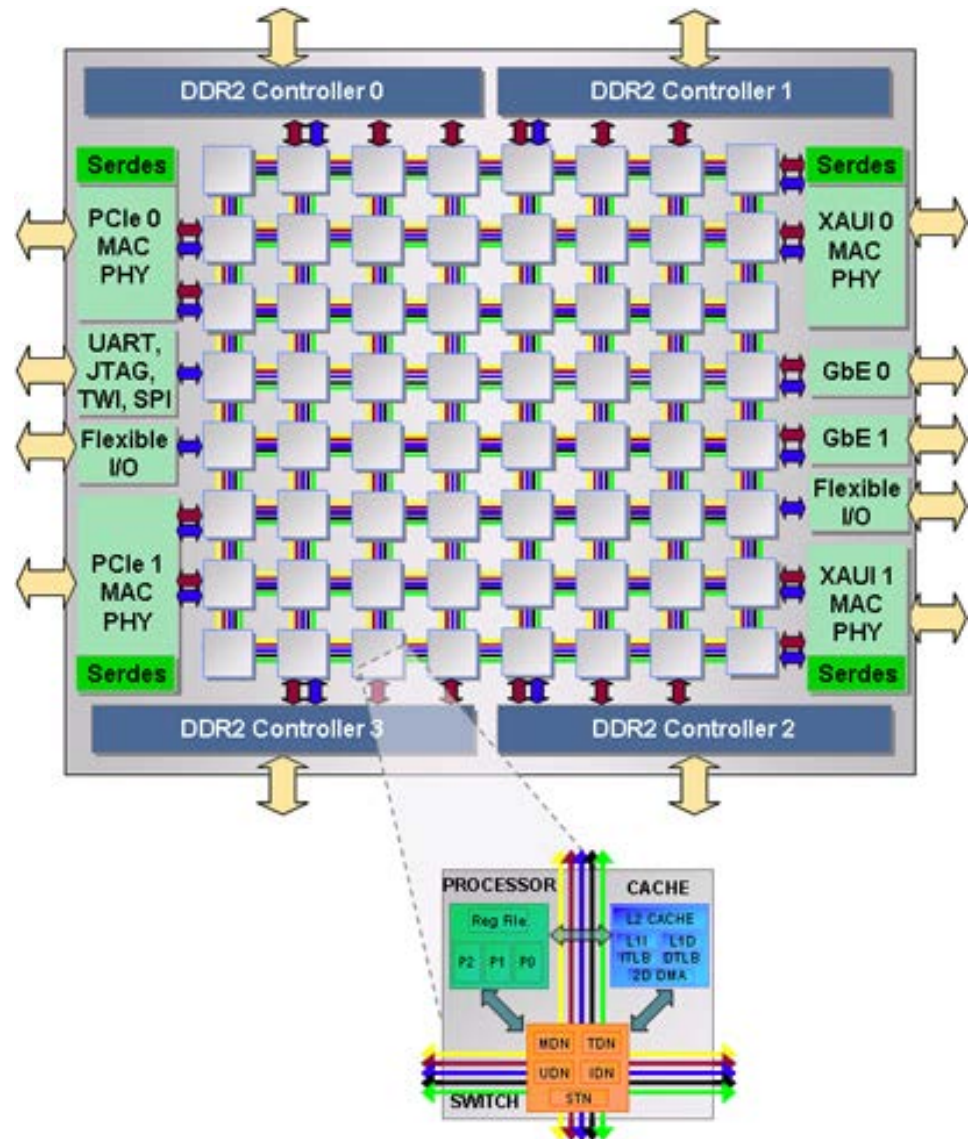 DDR2 Controller 0
DDR2 Controller 1
Serdes
PCIe 0
MAC
PHY
UART,
JTAG,
TWI, SPI
Flexible
I/O
PCIe 1
MAC
PHY
Serdes
Serdes
XAUI 0
MAC
PHY
GbE 0
GbE 1
Flexible
I/O
XAUI 1
MAC
PHY
Serdes
DDR2 Controller 3
DDR2 Controller 2
PROCESSOR
Reg File
P2 P1 P0
CACHE
L2 CACHE
L1I L1D
ITLB DTLB
2D DMA
MDN TDN
UDN IDN
STN
SWITCH